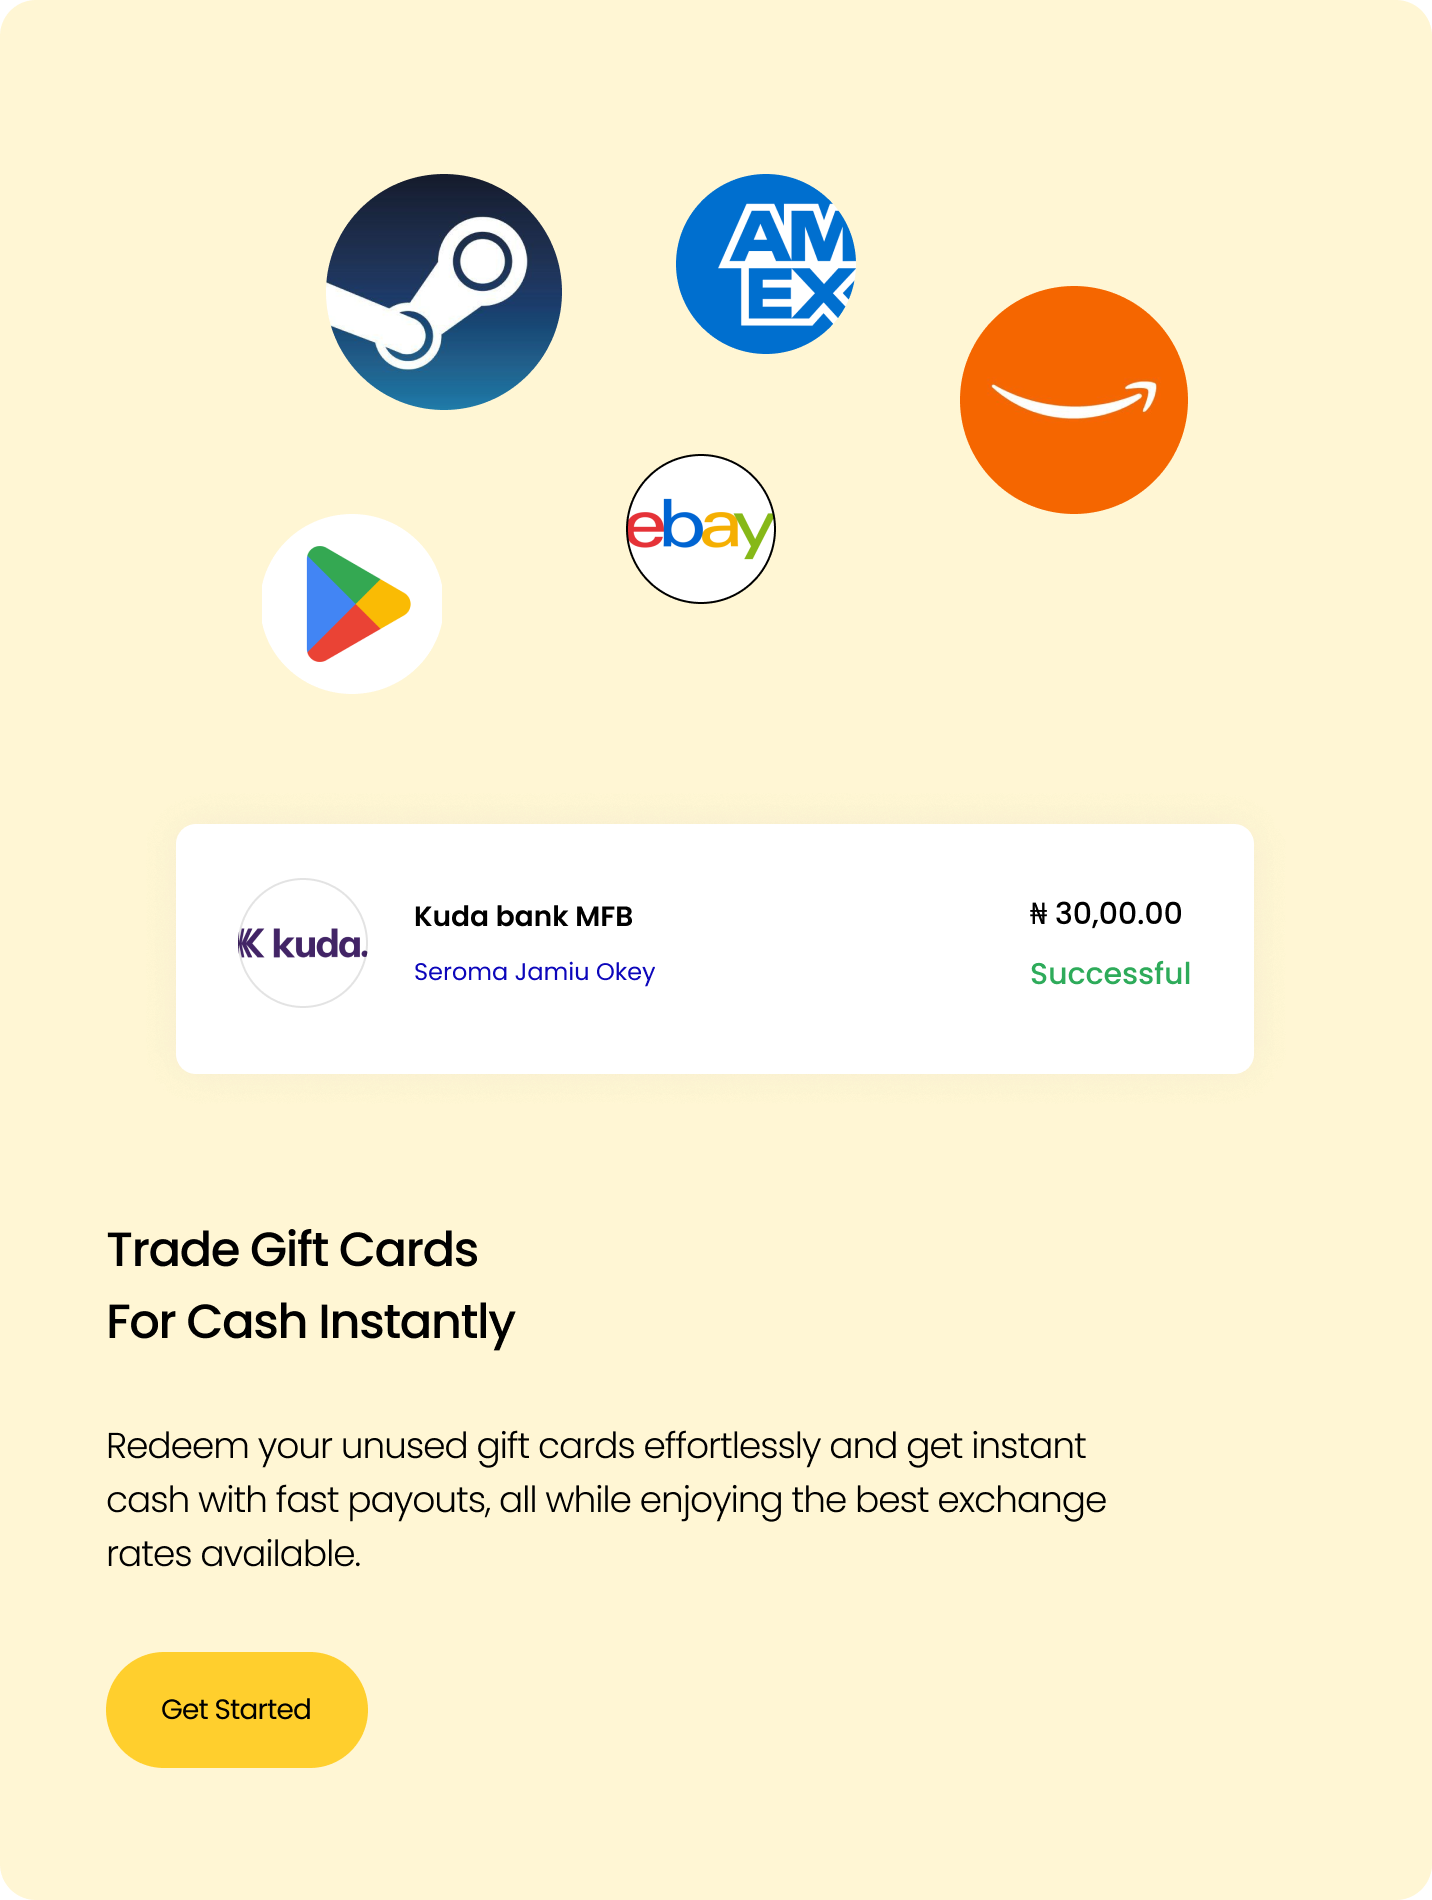 AM
EX
ebay
kuda.
Kuda bank MFB
₦ 30,00.00
Seroma Jamiu Okey
Successful
Trade Gift Cards
For Cash Instantly
Redeem your unused gift cards effortlessly and get instant
cash with fast payouts, all while enjoying the best exchange
rates available.
Get Started